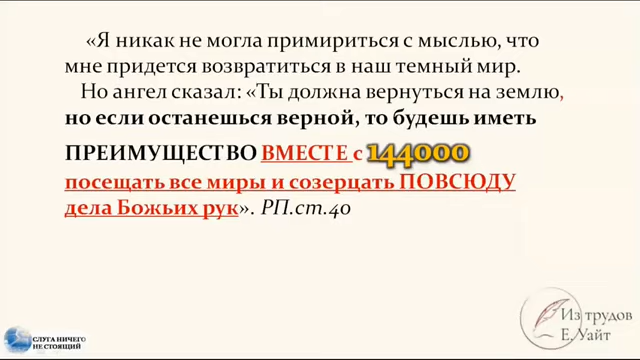 «Я никак не могла примириться с мыслью, что
мне придется возвратиться в наш темный мир.
Но ангел сказал: «Ты должна вернуться на землю,
но если останешься верной, то будешь иметь
ПРЕИМУЩЕСТВО ВМЕСТЕ с 144000
посещать все миры и созерцать ПОВСЮДУ
дела Божьих рук». РП.ст.40
Из трудов
Е. Уайт
СЛУГА НИЧЕГО
НЕ СТОЯЩИЙ